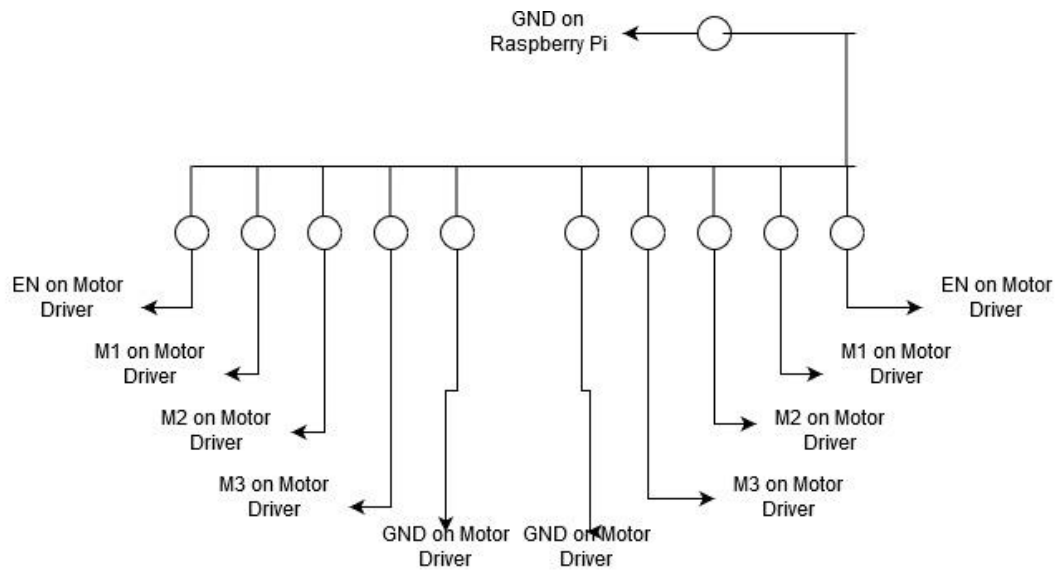 GND on
Raspberry Pi
EN on Motor
Driver
EN on Motor
Driver
M1 on Motor
Driver
M1 on Motor
Driver
M2 on Motor
Driver
M2 on Motor
Driver
M3 on Motor
Driver
M3 on Motor
Driver
GND on Motor
Driver
GND on Motor
Driver